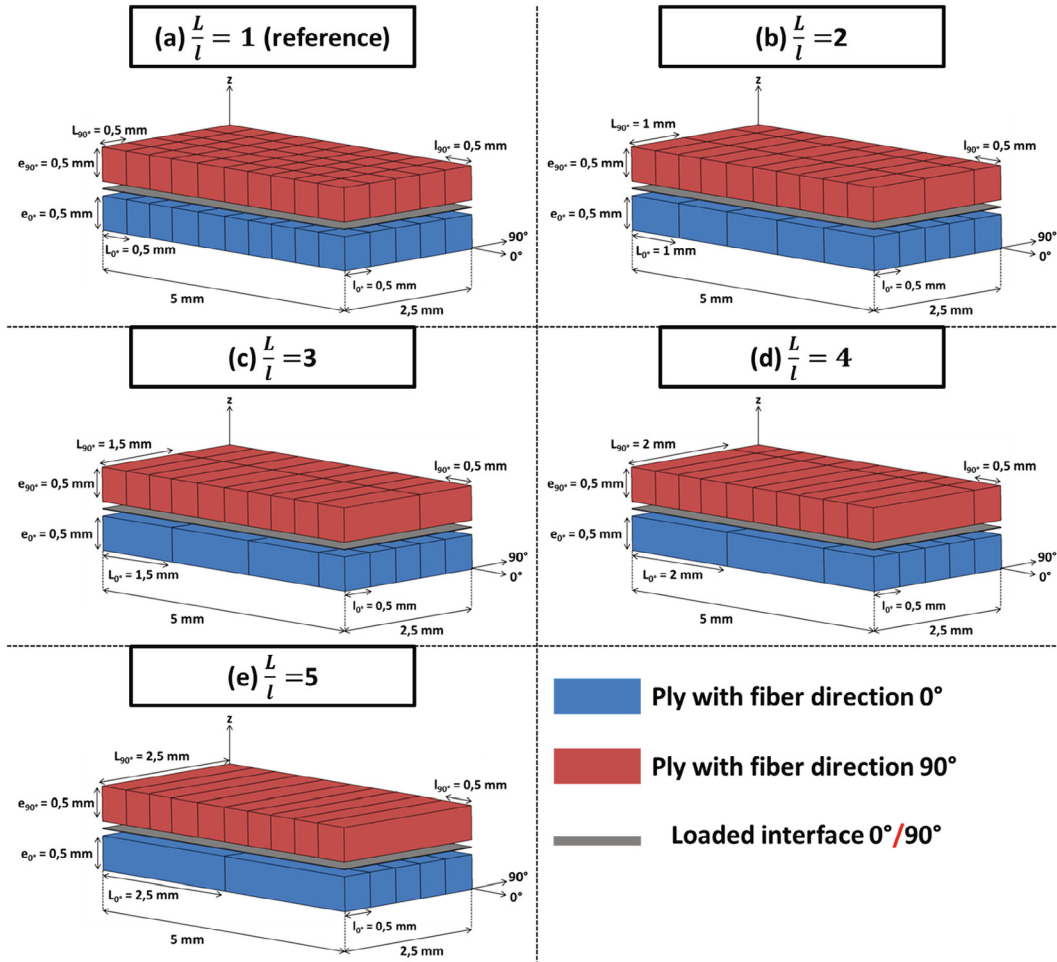 (a) L/l = 1 (reference)
z
L90° = 0,5 mm
l90° = 0,5 mm
e90° = 0,5 mm
e0° = 0,5 mm
90°
0°
L0° = 0,5 mm
l0° = 0,5 mm
5 mm
2,5 mm
(b) L/l =2
z
L90° = 1 mm
l90° = 0,5 mm
e90° = 0,5 mm
e0° = 0,5 mm
90°
0°
L0° = 1 mm
l0° = 0,5 mm
5 mm
2,5 mm
(c) L/l =3
z
L90° = 1,5 mm
l90° = 0,5 mm
e90° = 0,5 mm
e0° = 0,5 mm
90°
0°
L0° = 1,5 mm
l0° = 0,5 mm
5 mm
2,5 mm
(d) L/l = 4
z
L90° = 2 mm
l90° = 0,5 mm
e90° = 0,5 mm
e0° = 0,5 mm
90°
0°
L0° = 2 mm
l0° = 0,5 mm
5 mm
2,5 mm
(e) L/l =5
z
L90° = 2,5 mm
l90° = 0,5 mm
e90° = 0,5 mm
e0° = 0,5 mm
90°
0°
L0° = 2,5 mm
l0° = 0,5 mm
5 mm
2,5 mm
Ply with fiber direction 0°
Ply with fiber direction 90°
Loaded interface 0°/90°